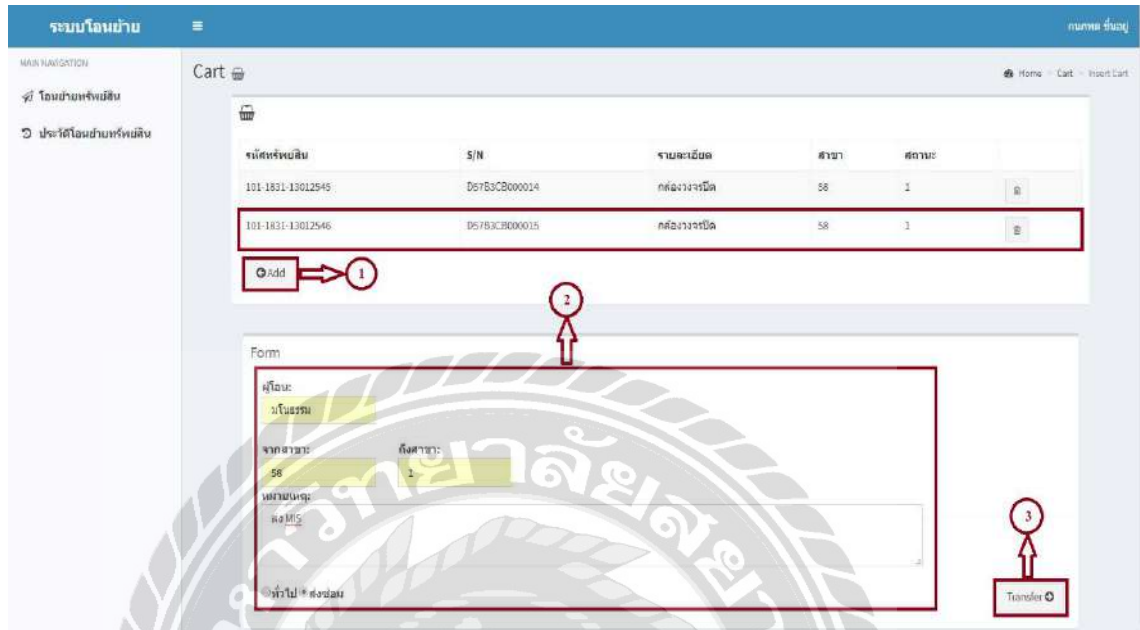 ระบบโอนย้าย
กนกพล ชื่นอยู่
MAIN NAVIGATION
โอนย้ายทรัพย์สิน
ประวัติโอนย้ายทรัพย์สิน
Cart
Home > Cart > Insert Cart
รหัสทรัพย์สิน S/N รายละเอียด สาขา สถานะ
101-1831-13012545 D57B3CB000014 กล่องวงจรปิด 58 1
101-1831-13012546 D57B3CB000015 กล่องวงจรปิด 58 1
Add
1
2
Form
ผู้โอน:
มโนธรรม
จากสาขา: ถึงสาขา:
58 1
หมายเหตุ:
ส่ง MIS
3
ทั่วไป ส่งซ่อม
Transfer